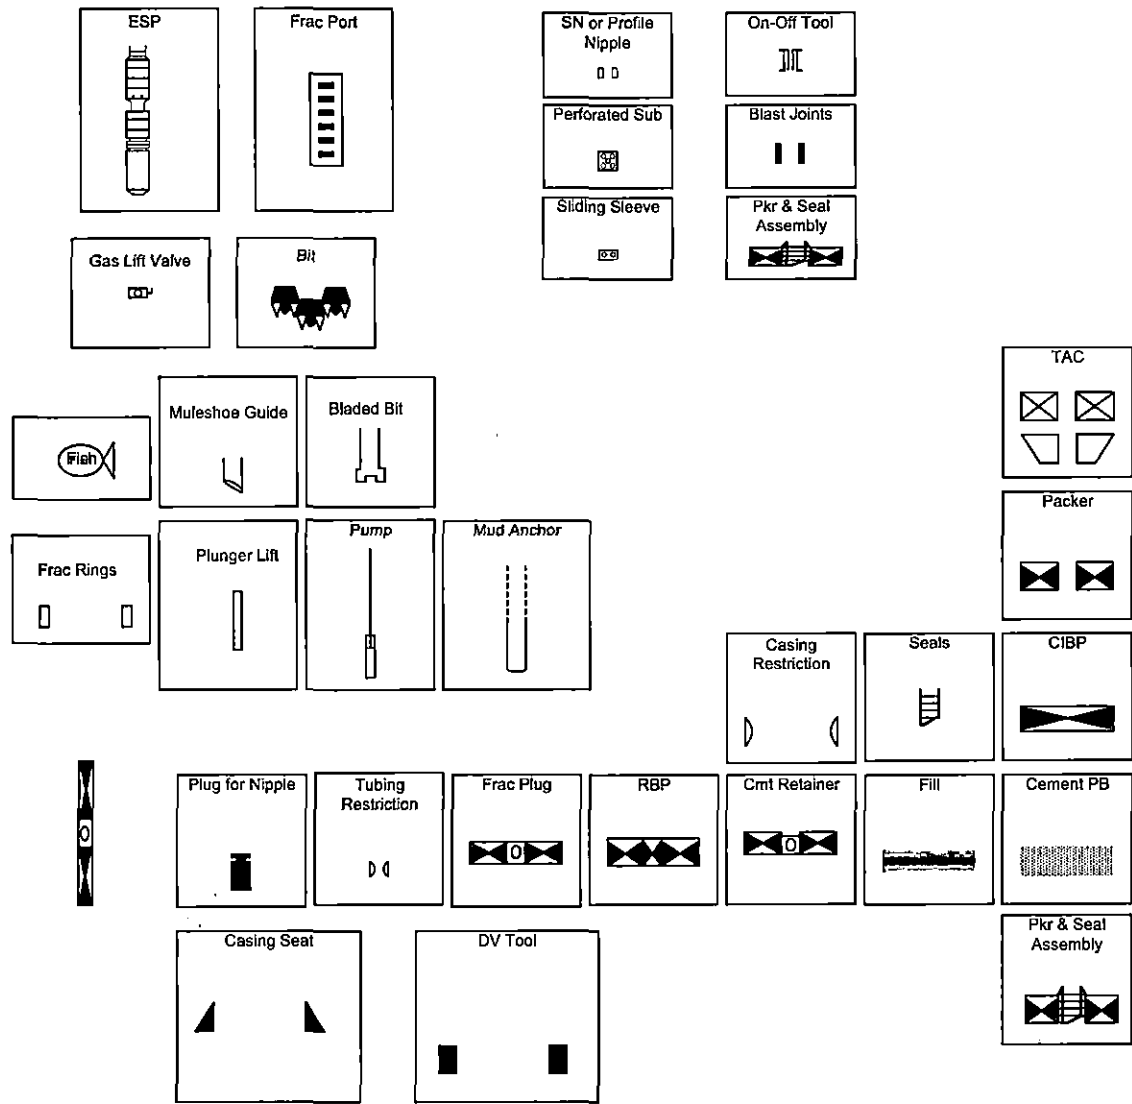 ESP
Frac Port
SN or Profile
Nipple
On-Off Tool
Perforated Sub
Blast Joints
Sliding Sleeve
Pkr & Seal
Assembly
Gas Lift Valve
Bit
TAC
Muleshoe Guide
Bladed Bit
Fish
Packer
Frac Rings
Plunger Lift
Pump
Mud Anchor
Casing
Restriction
Seals
CIBP
Plug for Nipple
Tubing
Restriction
Frac Plug
RBP
Cmt Retainer
Fill
Cement PB
Casing Seat
DV Tool
Pkr & Seal
Assembly